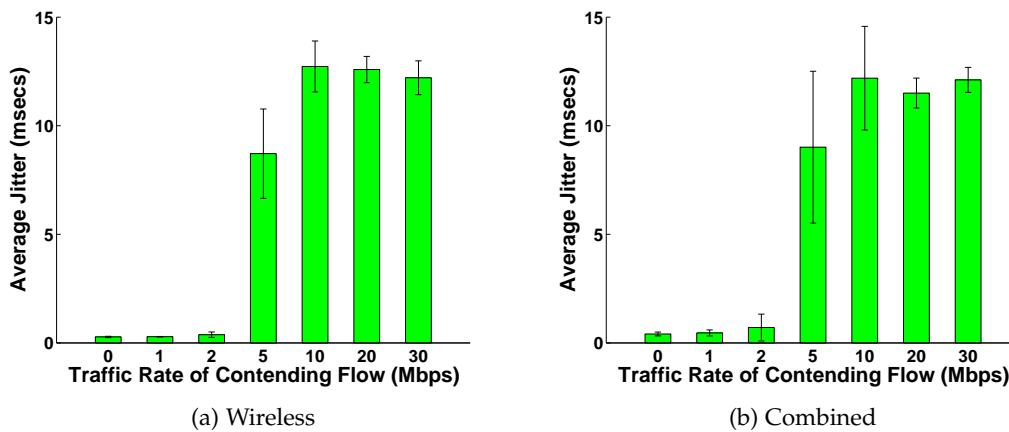 15
10
5
0
Average Jitter (msecs)
0 1 2 5 10 20 30
Traffic Rate of Contending Flow (Mbps)
(a) Wireless
15
10
5
0
Average Jitter (msecs)
0 1 2 5 10 20 30
Traffic Rate of Contending Flow (Mbps)
(b) Combined